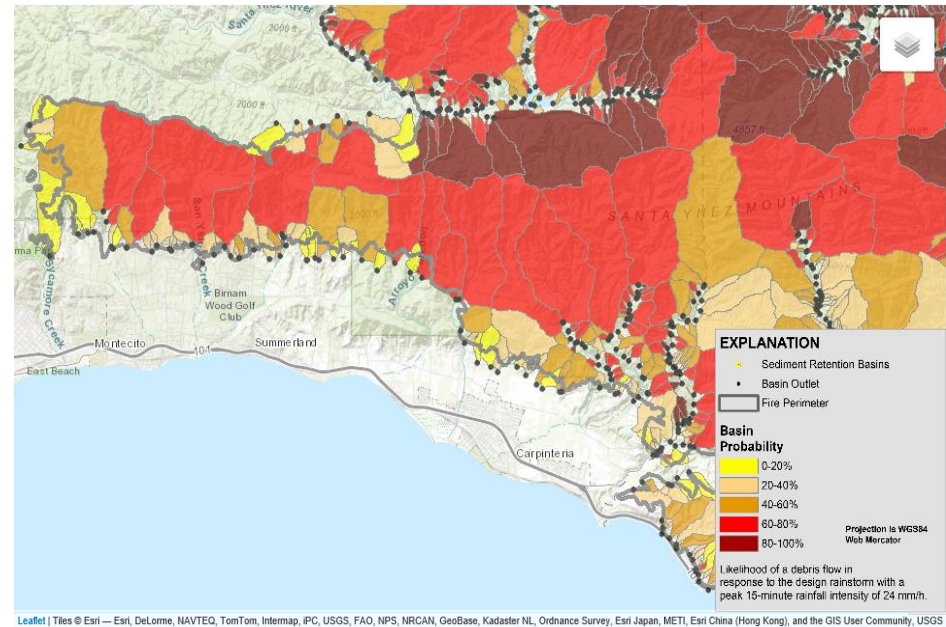 Santa Ynez River
2000 ft
2000 ft
4857 ft
SANTA YNEZ MOUNTAINS
San Y
Creek
Arroyo
Sycamore Creek
Birnam
Wood Golf
Club
Montecito
101
Summerland
East Beach
Carpinteria
EXPLANATION
Sediment Retention Basins
Basin Outlet
Fire Perimeter
Basin
Probability
0-20%
20-40%
40-60%
60-80%
80-100%
Projection is WGS84
Web Mercator
Likelihood of a debris flow in
response to the design rainstorm with a
peak 15-minute rainfall intensity of 24 mm/h.
Leaflet | Tiles © Esri — Esri, DeLorme, NAVTEQ, TomTom, Intermap, iPC, USGS, FAO, NPS, NRCAN, GeoBase, Kadaster NL, Ordnance Survey, Esri Japan, METI, Esri China (Hong Kong), and the GIS User Community, USGS